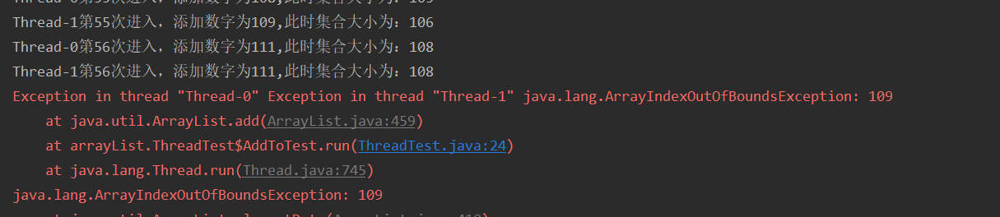 Thread-0第55次进入，添加数字为108,此时集合大小为：105
Thread-1第55次进入，添加数字为109,此时集合大小为：106
Thread-0第56次进入，添加数字为111,此时集合大小为：108
Thread-1第56次进入，添加数字为111,此时集合大小为：108
Exception in thread "Thread-0" Exception in thread "Thread-1" java.lang.ArrayIndexOutOfBoundsException: 109
at java.util.ArrayList.add(ArrayList.java:459)
at arrayList.ThreadTest$AddToTest.run(ThreadTest.java:24)
at java.lang.Thread.run(Thread.java:745)
java.lang.ArrayIndexOutOfBoundsException: 109